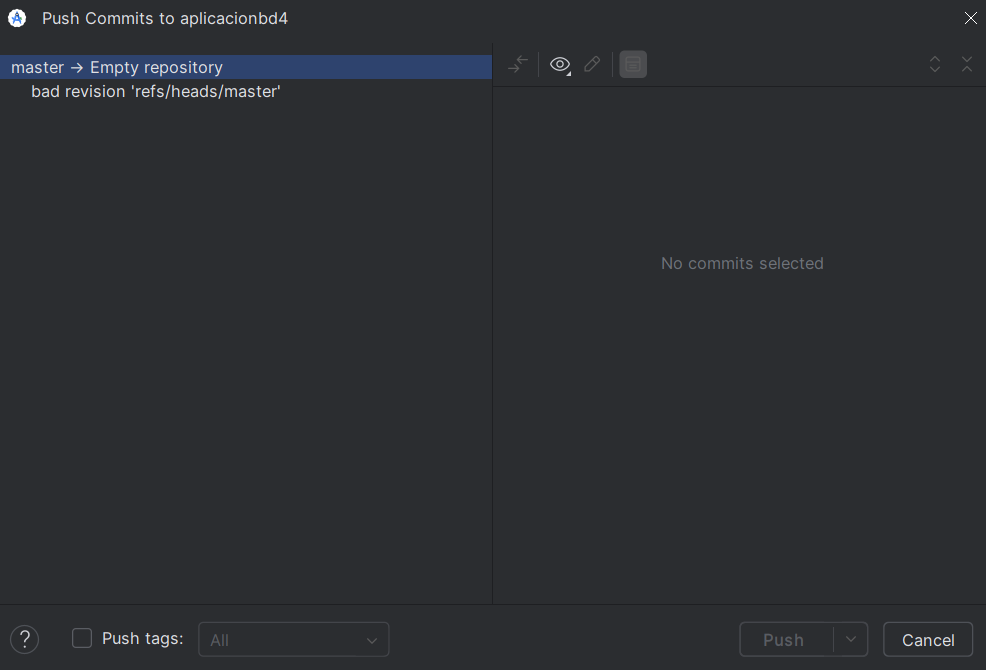 Push Commits to aplicacionbd4
master → Empty repository
bad revision 'refs/heads/master'
No commits selected
?
Push tags:
All
Push
Cancel